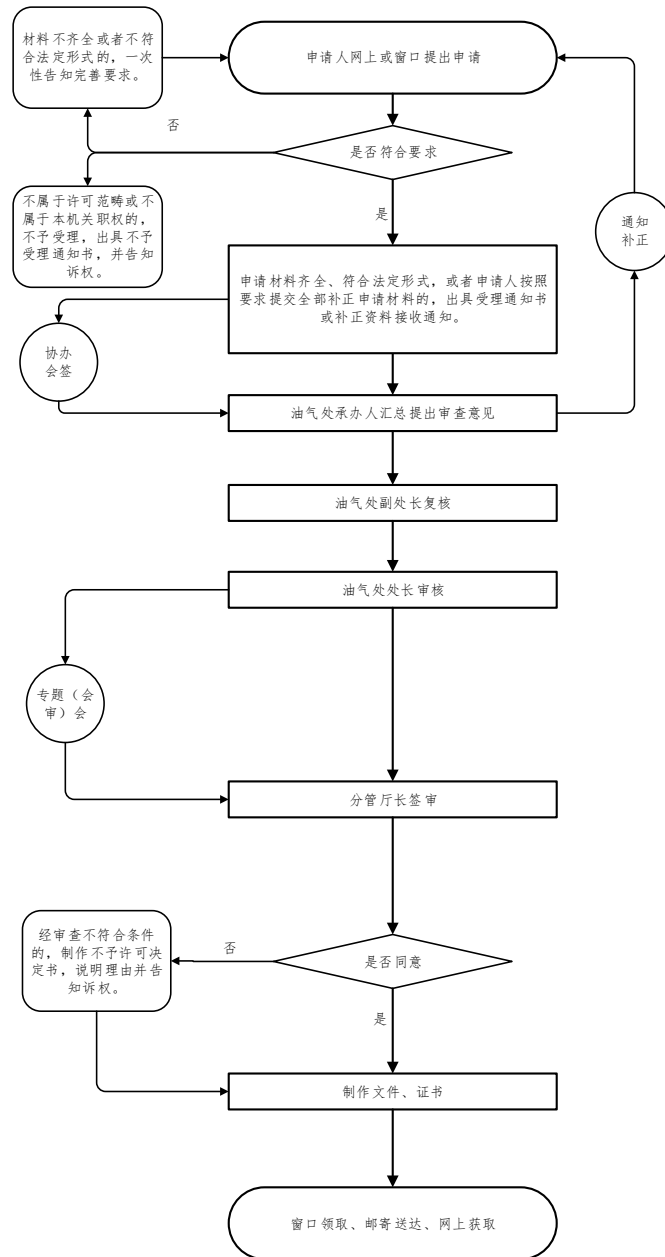 材料不齐全或者不符
合法定形式的，一次
性告知完善要求。
申请人网上或窗口提出申请
否
是否符合要求
不属于许可范畴或不
属于本机关职权的，
不予受理，出具不予
受理通知书，并告知
诉权。
是
通知
补正
申请材料齐全、符合法定形式，或者申请人按照
要求提交全部补正申请材料的，出具受理通知书
或补正资料接收通知。
协办
会签
油气处承办人汇总提出审查意见
油气处副处长复核
油气处处长审核
专题（会
审）会
分管厅长签审
经审查不符合条件
的，制作不予许可决
定书，说明理由并告
知诉权。
否
是否同意
是
制作文件、证书
窗口领取、邮寄送达、网上获取